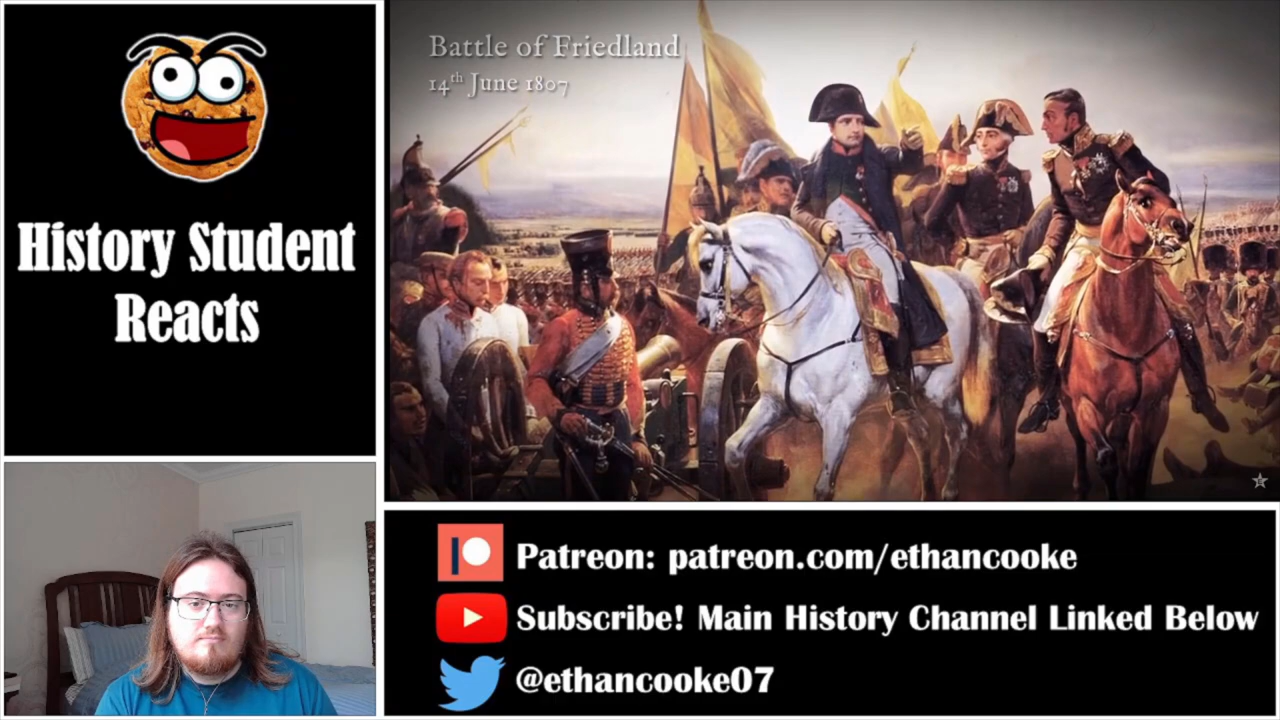 History Student
Reacts
Battle of Friedland
14th June 1807
Patreon: patreon.com/ethancooke
Subscribe! Main History Channel Linked Below
@ethancooke07